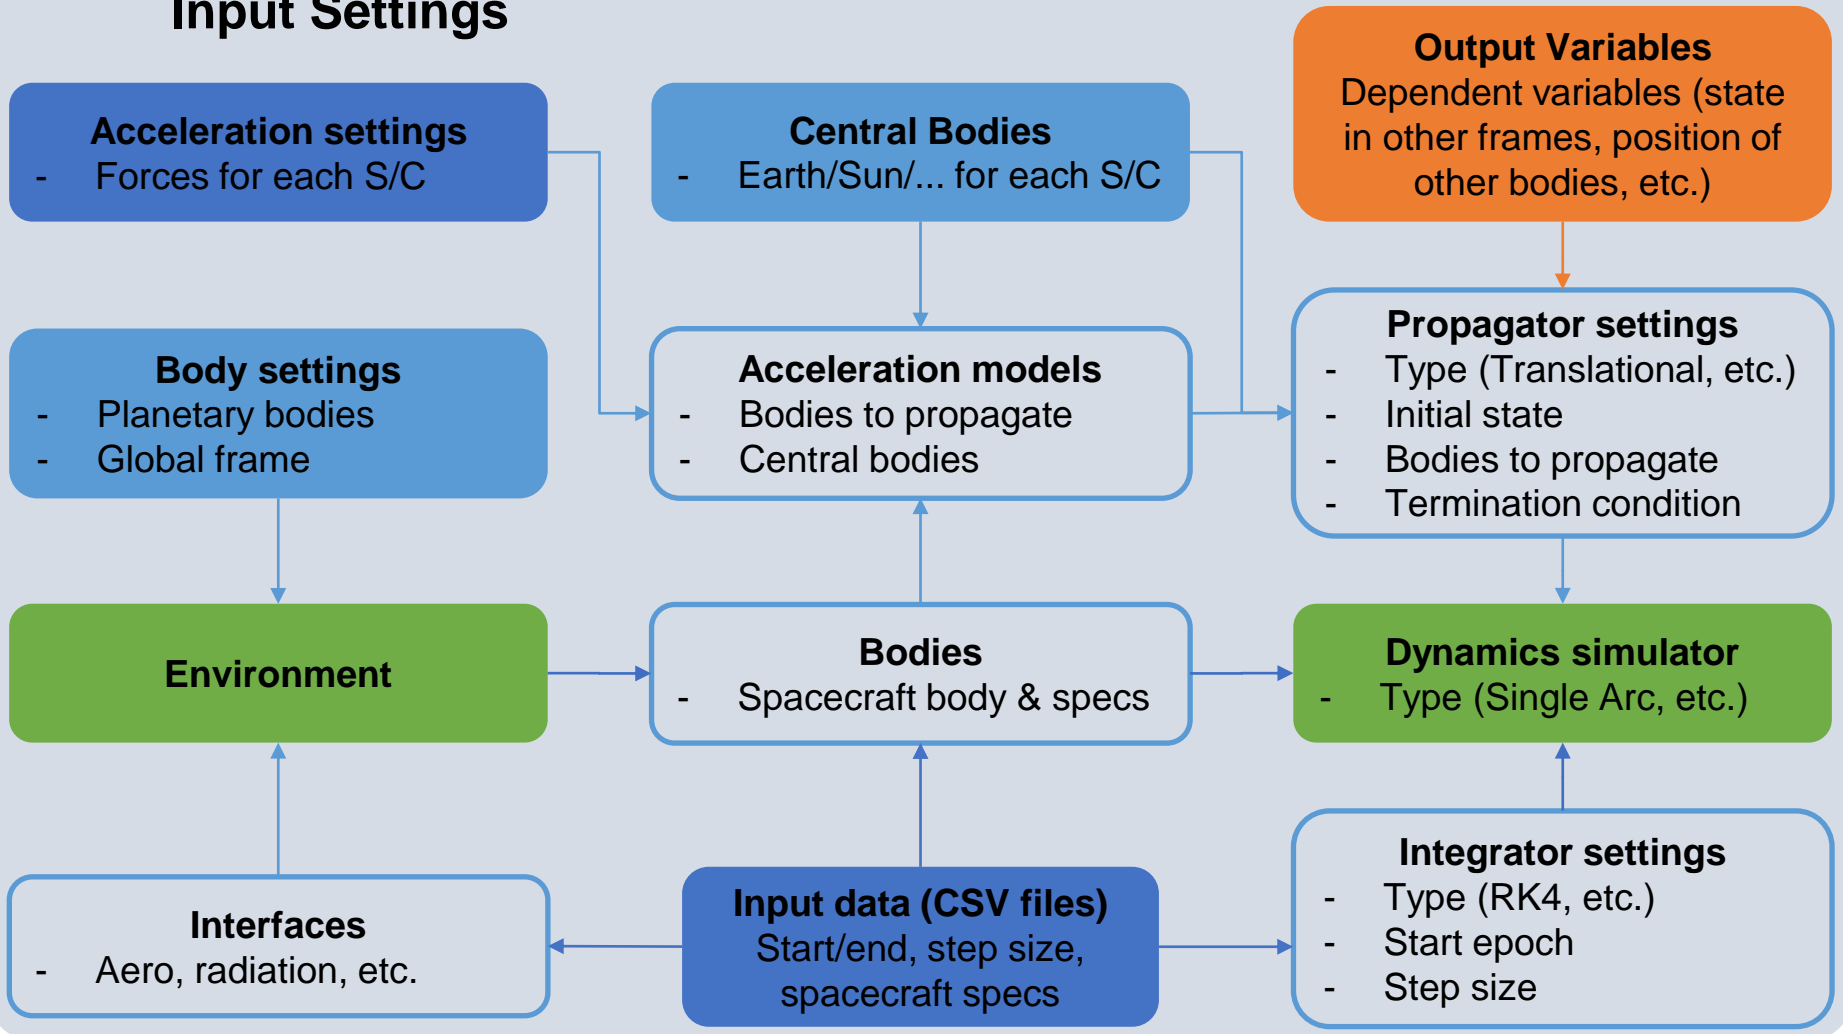 Input Settings
Acceleration settings
- Forces for each S/C
Central Bodies
- Earth/Sun/... for each S/C
Output Variables
Dependent variables (state
in other frames, position of
other bodies, etc.)
Body settings
- Planetary bodies
- Global frame
Acceleration models
- Bodies to propagate
- Central bodies
Propagator settings
- Type (Translational, etc.)
- Initial state
- Bodies to propagate
- Termination condition
Environment
Bodies
- Spacecraft body & specs
Dynamics simulator
- Type (Single Arc, etc.)
Interfaces
- Aero, radiation, etc.
Input data (CSV files)
Start/end, step size,
spacecraft specs
Integrator settings
- Type (RK4, etc.)
- Start epoch
- Step size